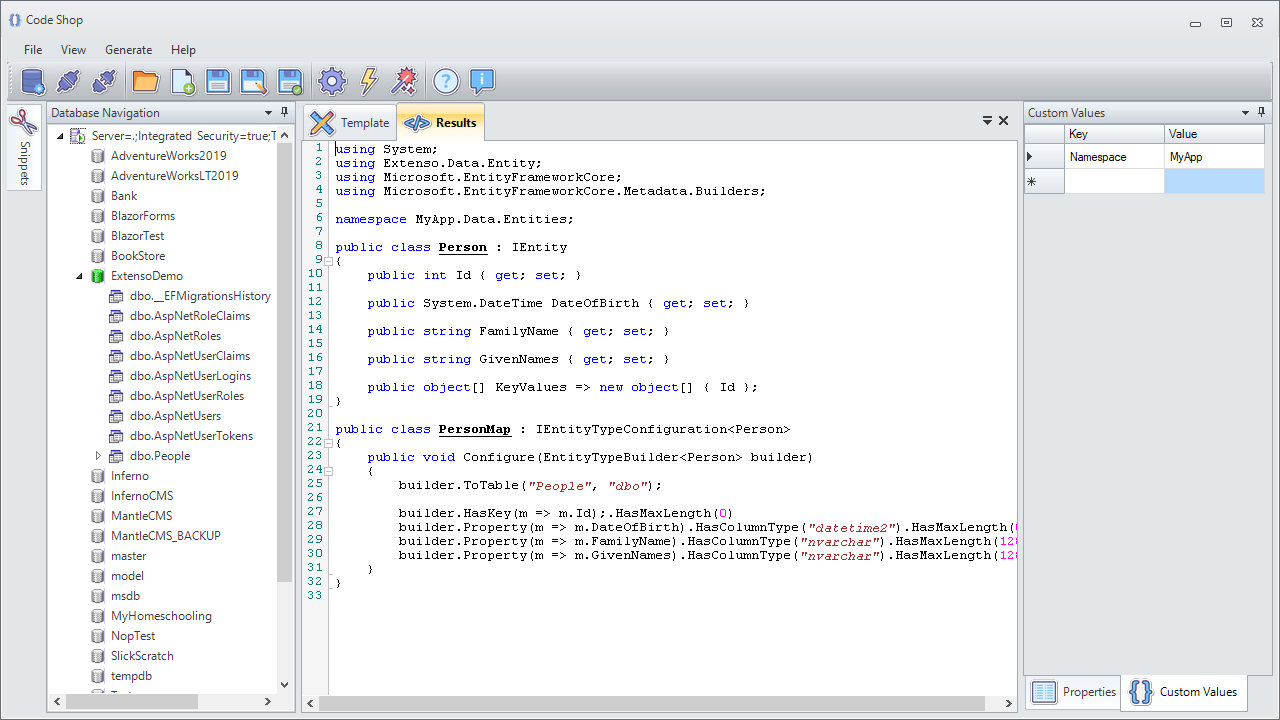 Code Shop
File View Generate Help
Snippets
Database Navigation
Server=.;Integrated Security=true;T
AdventureWorks2019
AdventureWorksLT2019
Bank
BlazorForms
BlazorTest
BookStore
ExtensoDemo
dbo.__EFMigrationsHistory
dbo.AspNetRoleClaims
dbo.AspNetRoles
dbo.AspNetUserClaims
dbo.AspNetUserLogins
dbo.AspNetUserRoles
dbo.AspNetUsers
dbo.AspNetUserTokens
dbo.People
Inferno
InfernoCMS
MantleCMS
MantleCMS_BACKUP
master
model
msdb
MyHomeschooling
NopTest
SlickScratch
tempdb
Template Results
1 using System;
2 using Extenso.Data.Entity;
3 using Microsoft.EntityFrameworkCore;
4 using Microsoft.EntityFrameworkCore.Metadata.Builders;
5
6 namespace MyApp.Data.Entities;
7
8 public class Person : IEntity
9 {
10 public int Id { get; set; }
11
12 public System.DateTime DateOfBirth { get; set; }
13
14 public string FamilyName { get; set; }
15
16 public string GivenNames { get; set; }
17
18 public object[] KeyValues => new object[] { Id };
19 }
20
21 public class PersonMap : IEntityTypeConfiguration<Person>
22 {
23 public void Configure(EntityTypeBuilder<Person> builder)
24 {
25 builder.ToTable("People", "dbo");
26
27 builder.HasKey(m => m.Id);.HasMaxLength(0)
28 builder.Property(m => m.DateOfBirth).HasColumnType("datetime2").HasMaxLength(
29 builder.Property(m => m.FamilyName).HasColumnType("nvarchar").HasMaxLength(128
30 builder.Property(m => m.GivenNames).HasColumnType("nvarchar").HasMaxLength(128
31 }
32 }
33
Custom Values
Key Value
Namespace MyApp
Properties Custom Values